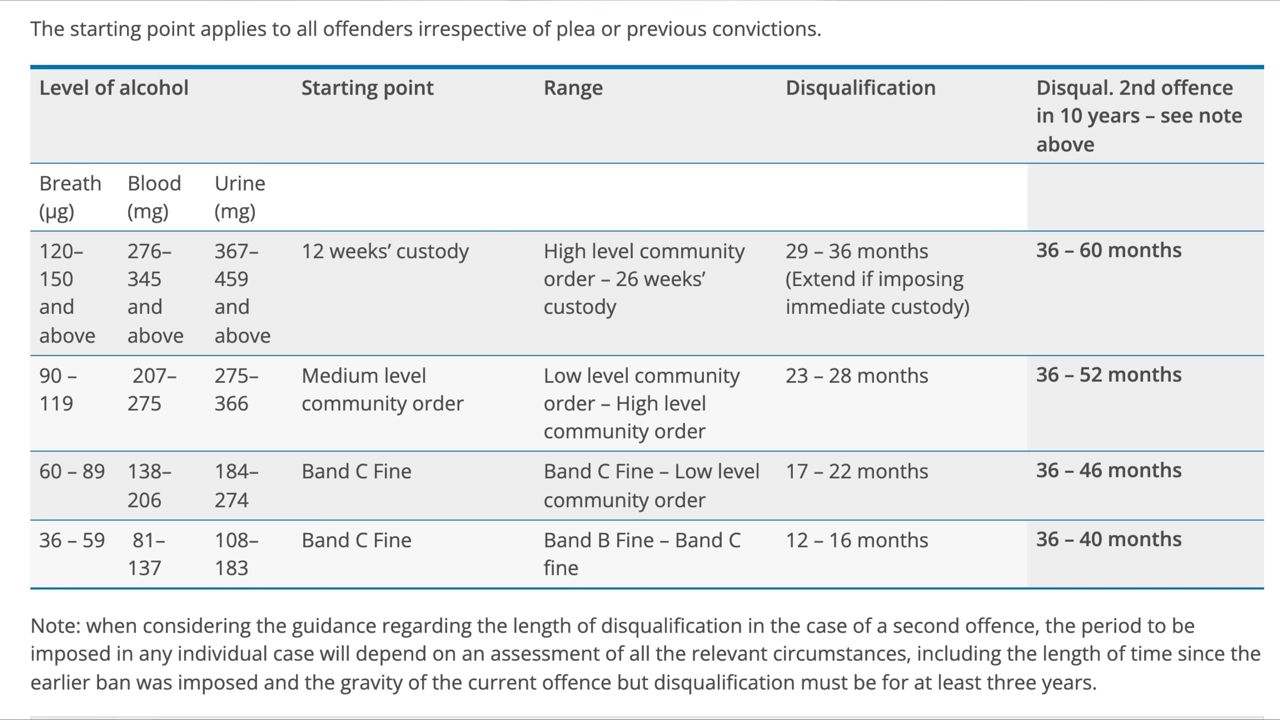 The starting point applies to all offenders irrespective of plea or previous convictions.
Level of alcohol Starting point Range Disqualification Disqual. 2nd offence
in 10 years – see note
above
Breath Blood Urine
(µg) (mg) (mg)
120– 276– 367– 12 weeks’ custody High level community 29 – 36 months 36 – 60 months
150 345 459 order – 26 weeks’ (Extend if imposing
and and and custody immediate custody)
above above above
90 – 207– 275– Medium level Low level community 23 – 28 months 36 – 52 months
119 275 366 community order order – High level
community order
60 – 89 138– 184– Band C Fine Band C Fine – Low level 17 – 22 months 36 – 46 months
206 274 community order
36 – 59 81– 108– Band C Fine Band B Fine – Band C 12 – 16 months 36 – 40 months
137 183 fine
Note: when considering the guidance regarding the length of disqualification in the case of a second offence, the period to be
imposed in any individual case will depend on an assessment of all the relevant circumstances, including the length of time since the
earlier ban was imposed and the gravity of the current offence but disqualification must be for at least three years.